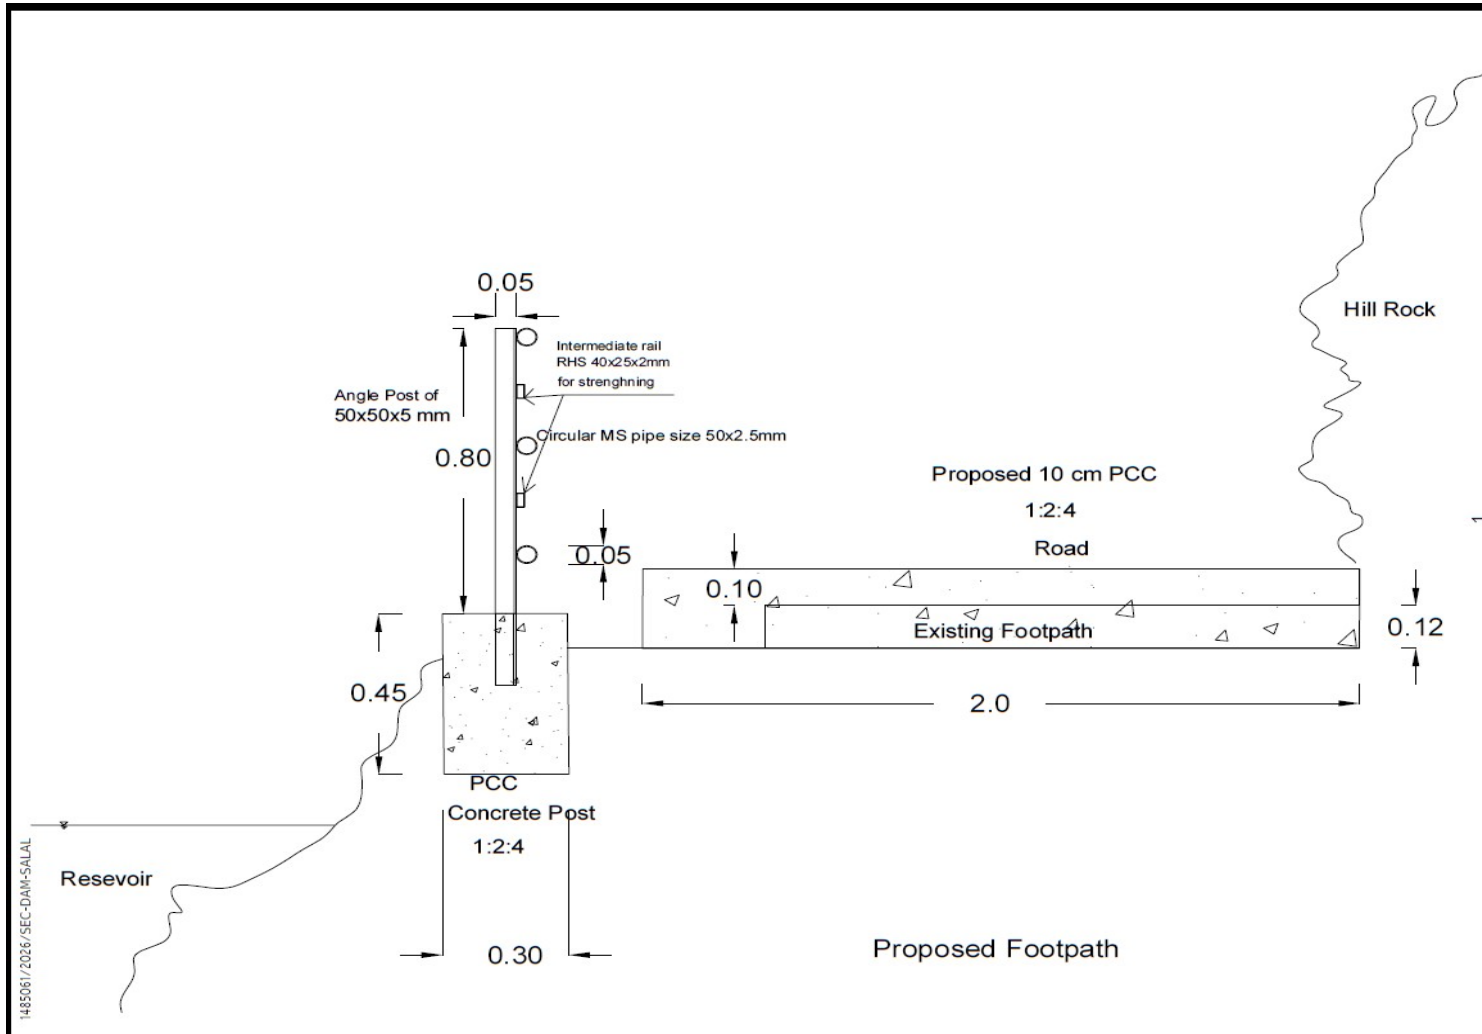 0.05
Intermediate rail
RHS 40x25x2mm
for strenghning
Hill Rock
Angle Post of
50x50x5 mm
Circular MS pipe size 50x2.5mm
0.80
Proposed 10 cm PCC
1:2:4
Road
0.05
0.10
Existing Footpath
0.12
0.45
2.0
PCC
Concrete Post
1:2:4
Resevoir
0.30
Proposed Footpath
1485061/2026/SEC-DAM-SALAL
1